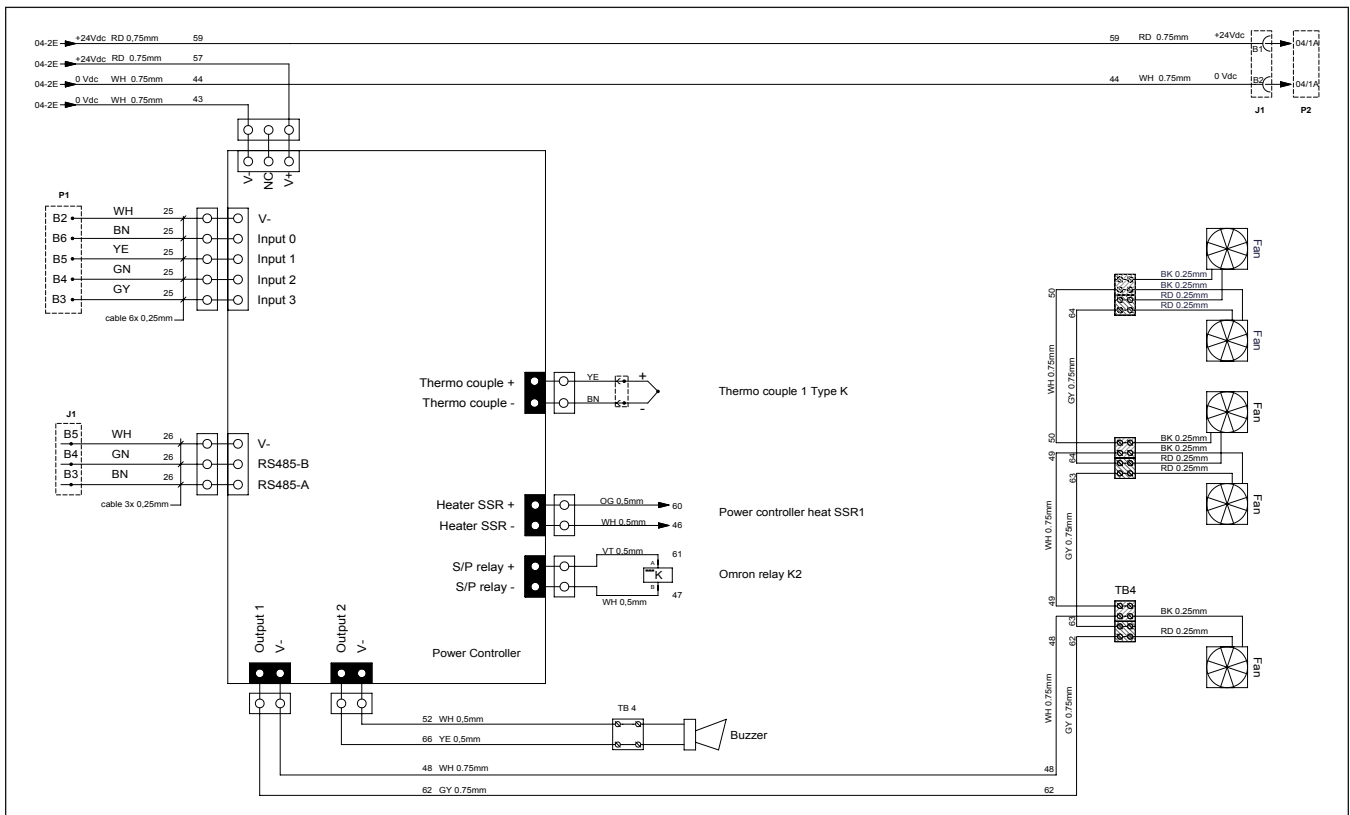 04-2E +24Vdc RD 0,75mm 59 59 RD 0.75mm +24Vdc B1 04/1A
04-2E +24Vdc RD 0.75mm 57
04-2E 0 Vdc WH 0.75mm 44 44 WH 0.75mm 0 Vdc B2 04/1A
04-2E 0 Vdc WH 0.75mm 43
J1 P2
V- NC V+
P1
B2 WH 25 V-
B6 BN 25 Input 0
B5 YE 25 Input 1
B4 GN 25 Input 2
B3 GY 25 Input 3
cable 6x 0,25mm
Thermo couple + YE +
Thermo couple - BN -
Thermo couple 1 Type K
J1
B5 WH 26 V-
B4 GN 26 RS485-B
B3 BN 26 RS485-A
cable 3x 0,25mm
Heater SSR + OG 0,5mm 60
Heater SSR - WH 0,5mm 46
Power controller heat SSR1
S/P relay + VT 0,5mm 61
A
K
B
S/P relay - WH 0,5mm 47
Omron relay K2
Output 1
V-
Output 2
V-
Power Controller
52 WH 0,5mm
66 YE 0,5mm
TB 4
Buzzer
48 WH 0.75mm 48
62 GY 0.75mm 62
Fan
BK 0.25mm
BK 0.25mm
RD 0.25mm
RD 0.25mm
50
64
Fan
WH 0.75mm
GY 0.75mm
Fan
50
49
64
63
BK 0.25mm
BK 0.25mm
RD 0.25mm
RD 0.25mm
Fan
WH 0.75mm
GY 0.75mm
TB4
49
48
63
62
BK 0.25mm
RD 0.25mm
Fan
WH 0.75mm
GY 0.75mm